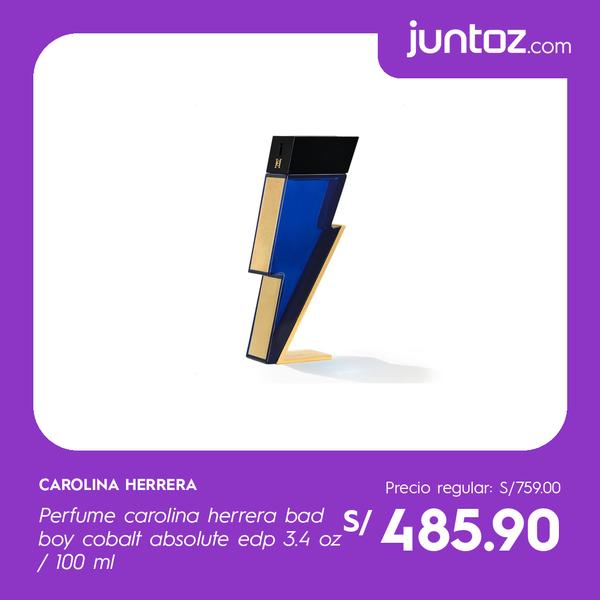 juntoz.com
CAROLINA HERRERA
Perfume carolina herrera bad
boy cobalt absolute edp 3.4 oz
/ 100 ml
Precio regular: S/759.00
S/ 485.90